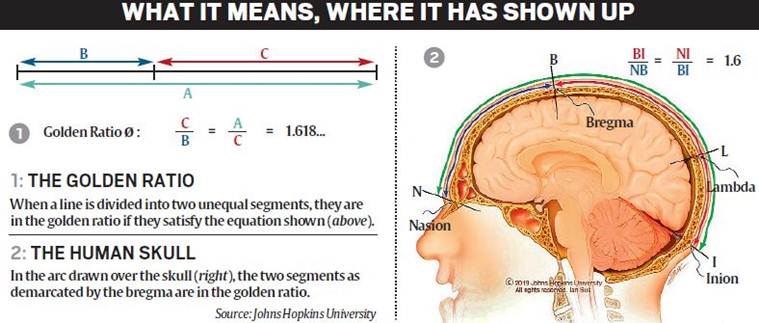 WHAT IT MEANS, WHERE IT HAS SHOWN UP
B
C
A
1
Golden Ratio ø : C/B = A/C = 1.618...
1: THE GOLDEN RATIO
When a line is divided into two unequal segments, they are
in the golden ratio if they satisfy the equation shown (above).
2: THE HUMAN SKULL
In the arc drawn over the skull (right), the two segments as
demarcated by the bregma are in the golden ratio.
Source: Johns Hopkins University
2
BI/NB = NI/BI = 1.6
B
Bregma
L
Lambda
N
Nasion
I
Inion
© 2019 Johns Hopkins University
All rights reserved. Ian Suk